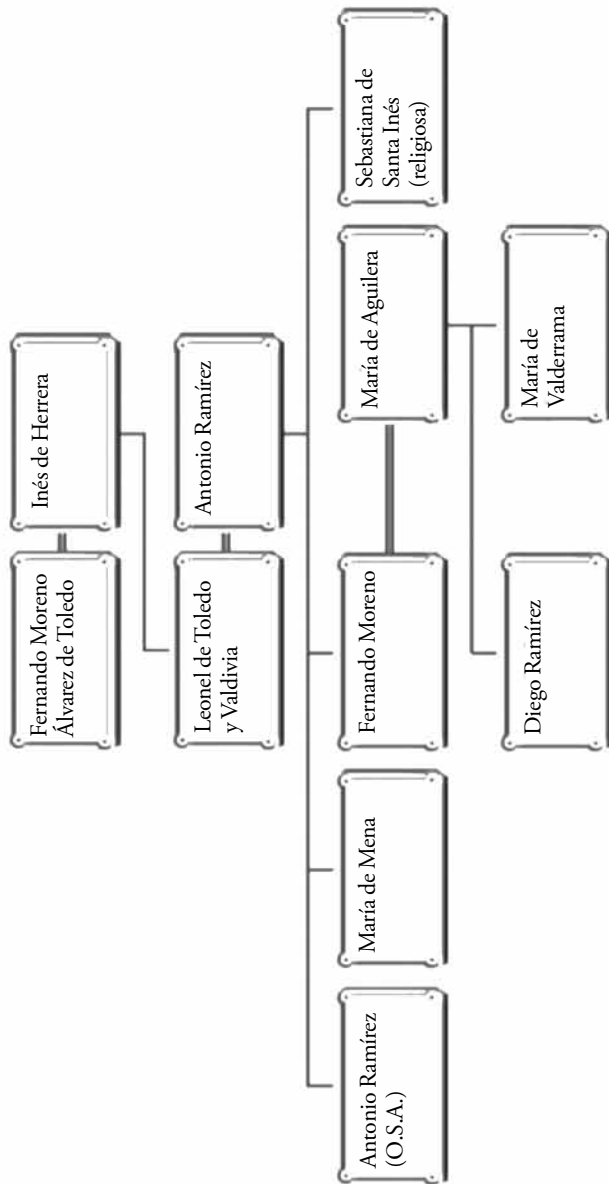 Fernando Moreno
Álvarez de Toledo
Inés de Herrera
Leonel de Toledo
y Valdivia
Antonio Ramírez
Antonio Ramírez
(O.S.A.)
María de Mena
Fernando Moreno
María de Aguilera
Sebastiana de
Santa Inés
(religiosa)
Diego Ramírez
María de
Valderrama